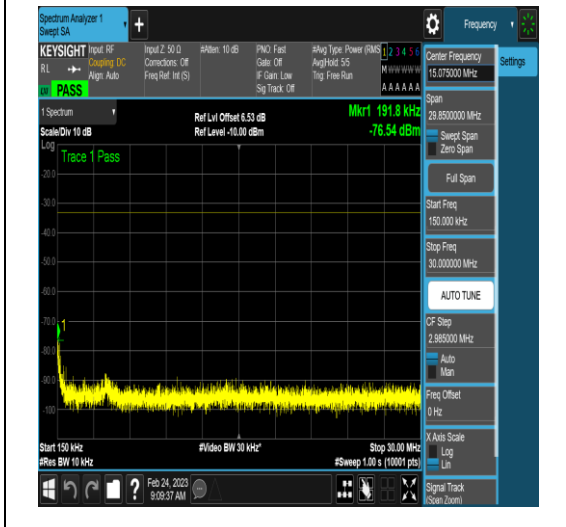 Spectrum Analyzer 1
Swept SA
+
Frequency
KEYSIGHT Input: RF Input Z: 50 Ω #Atten: 10 dB PNO: Fast #Avg Type: Power (RMS 1 2 3 4 5 6
RL Coupling: DC Corrections: Off Gate: Off Avg|Hold: 5/5 M W W W W W
Align: Auto Freq Ref: Int (S) IF Gain: Low Trig: Free Run
Sig Track: Off A A A A A A
PASS
1 Spectrum
Scale/Div 10 dB
Ref Lvl Offset 6.53 dB
Ref Level -10.00 dBm
Mkr1 191.8 kHz
-76.54 dBm
Log
Trace 1 Pass
-20.0
-30.0
-40.0
-50.0
-60.0
-70.0
1
-80.0
-90.0
-100
Start 150 kHz #Video BW 30 kHz* Stop 30.00 MHz
#Res BW 10 kHz #Sweep 1.00 s (10001 pts)
?
Feb 24, 2023
9:09:37 AM
Center Frequency
15.075000 MHz
Settings
Span
29.8500000 MHz
Swept Span
Zero Span
Full Span
Start Freq
150.000 kHz
Stop Freq
30.000000 MHz
AUTO TUNE
CF Step
2.985000 MHz
Auto
Man
Freq Offset
0 Hz
X Axis Scale
Log
Lin
Signal Track
(Span Zoom)